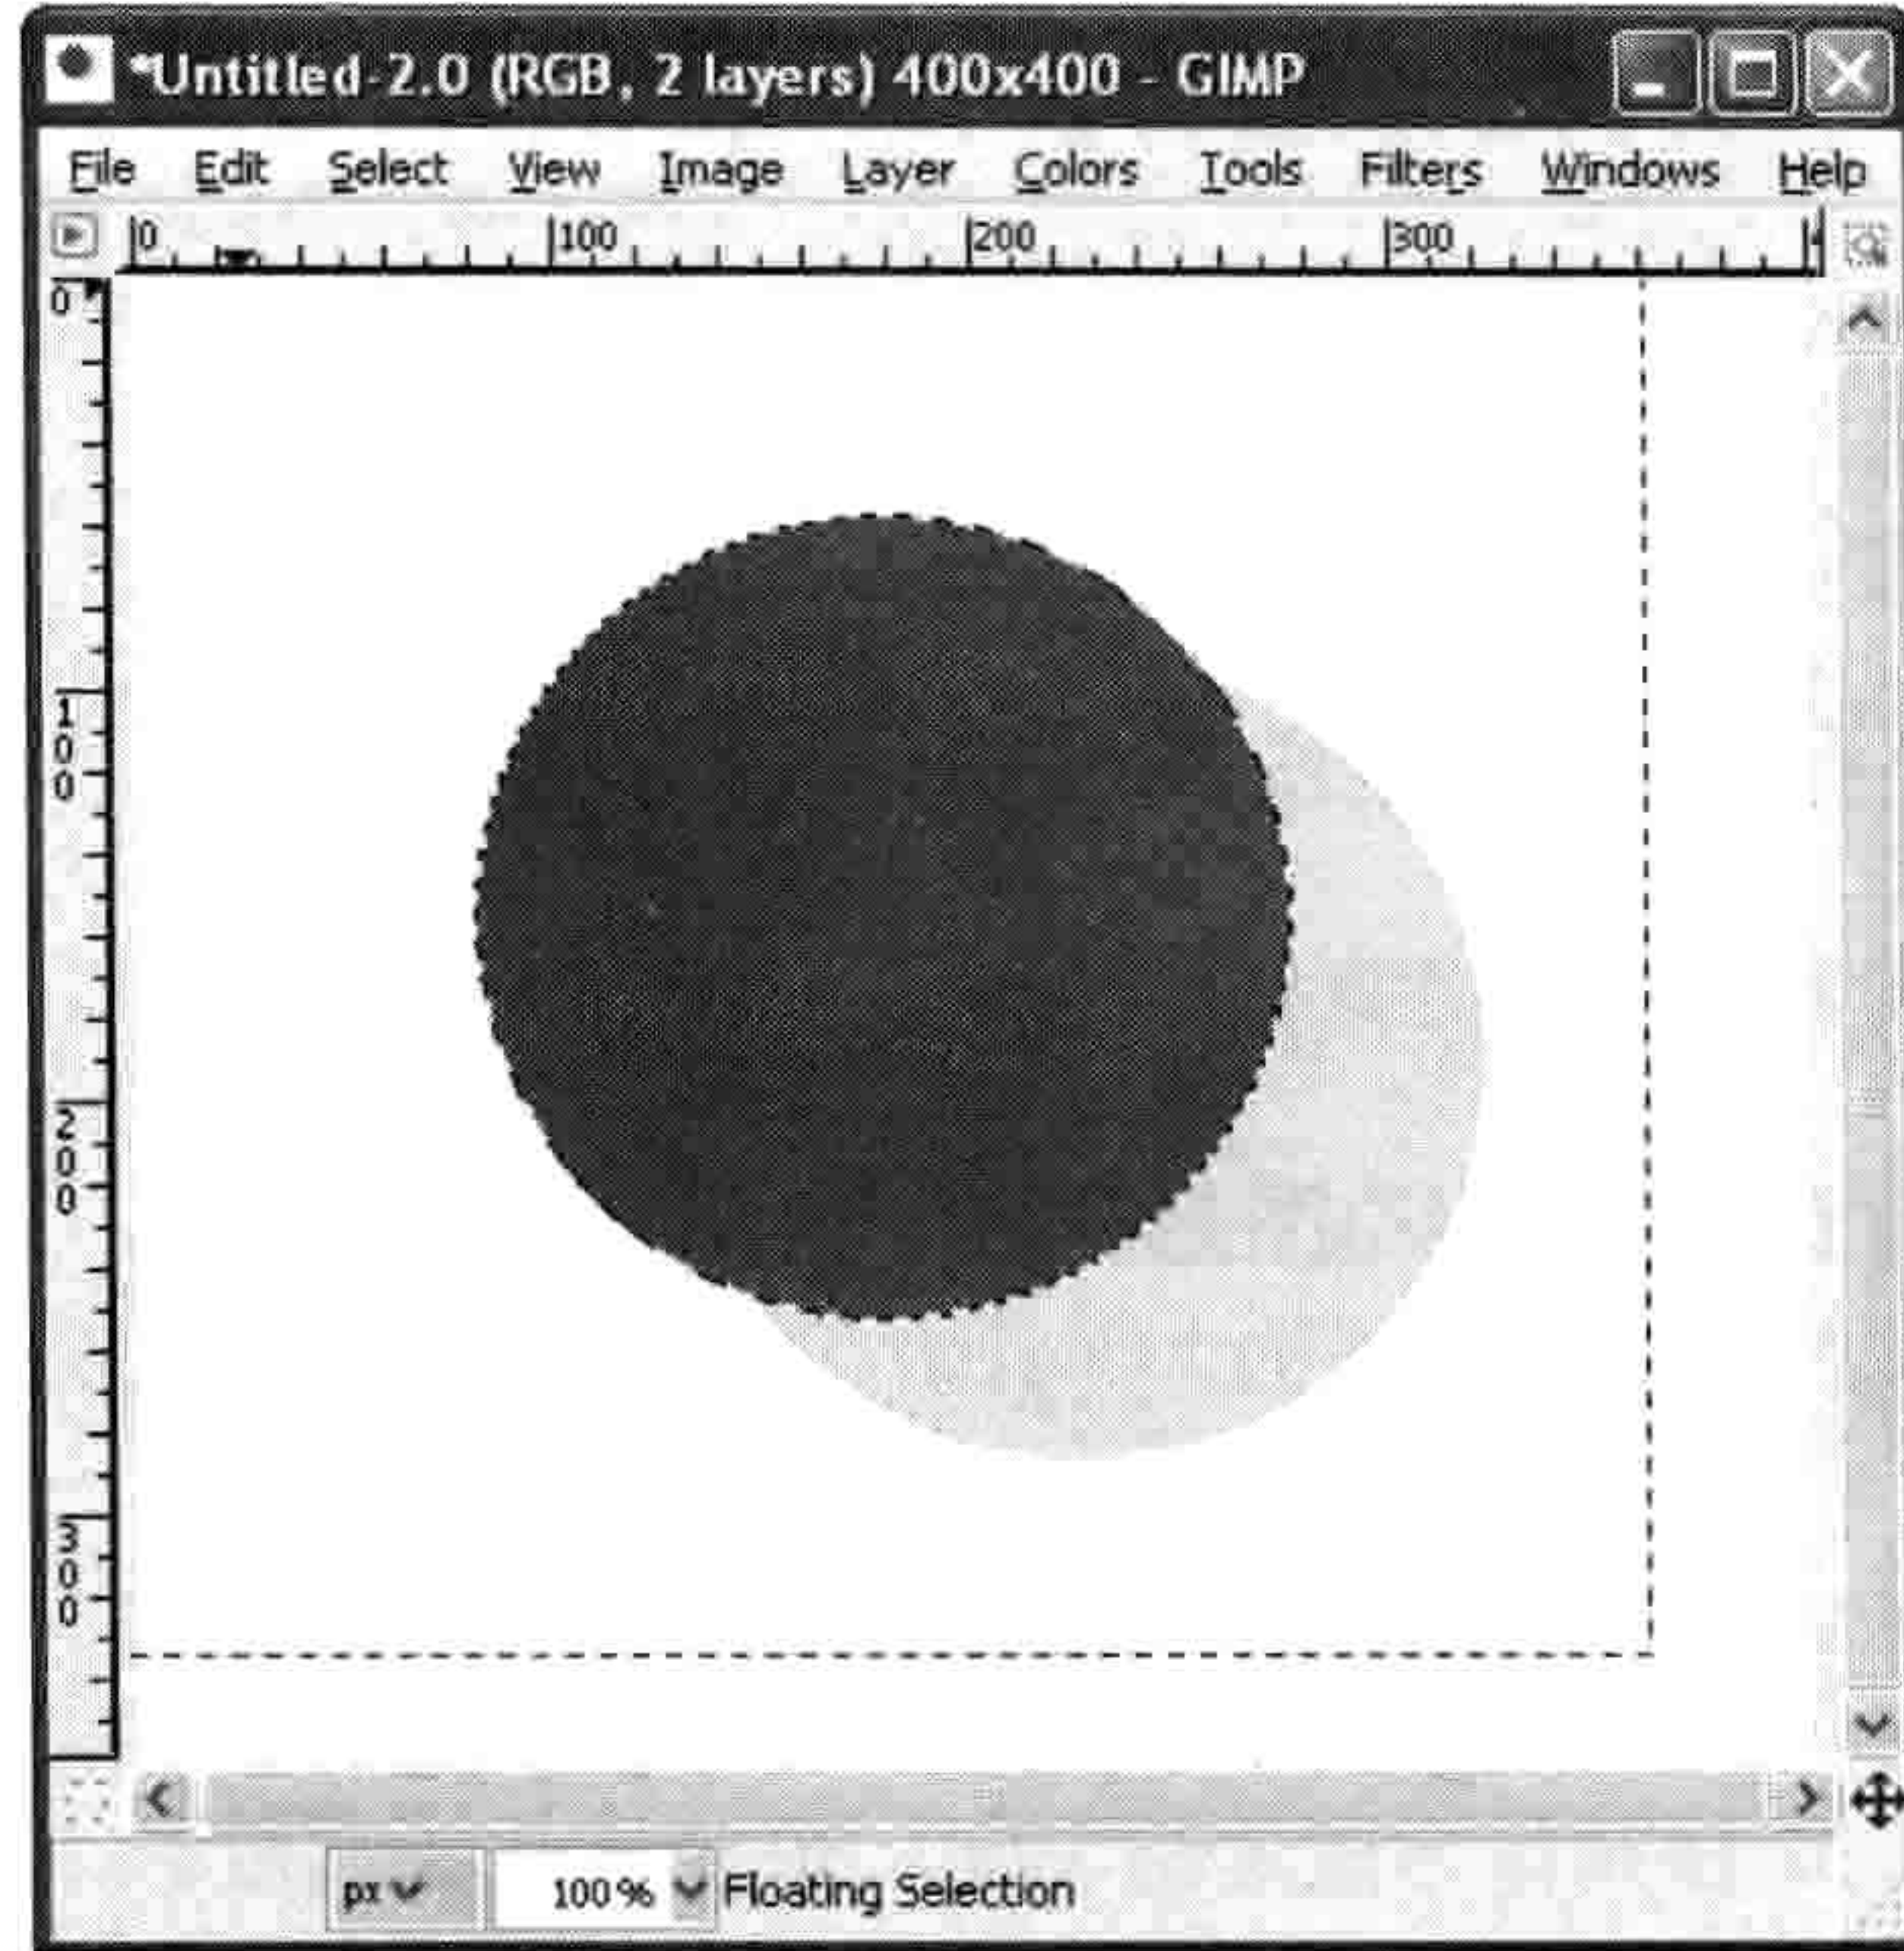 *Untitled-2.0 (RGB, 2 layers) 400x400 - GIMP
File Edit Select View Image Layer Colors Tools Filters Windows Help
0 100 200 300 4
0
100
200
300
px 100% Floating Selection